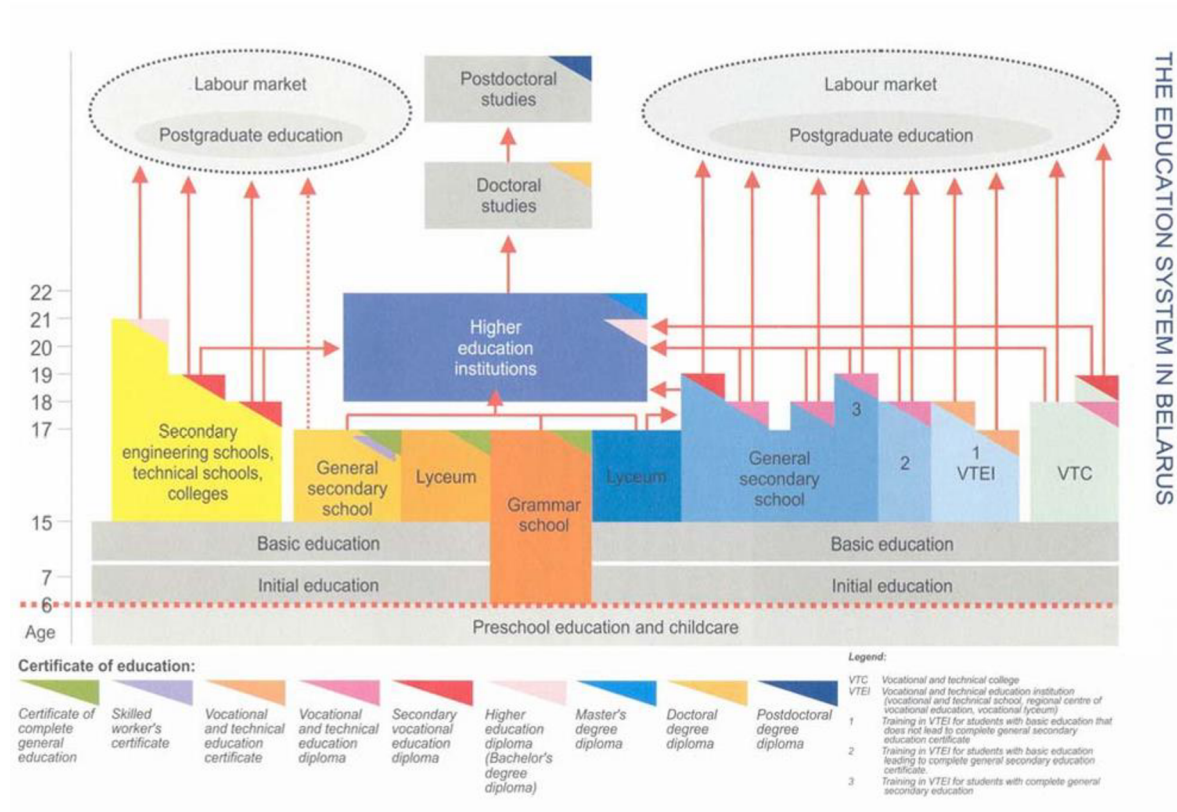 THE EDUCATION SYSTEM IN BELARUS
Labour market
Postgraduate education
Postdoctoral
studies
Labour market
Postgraduate education
Doctoral
studies
22
21
20
19
18
17
15
7
6
Age
Higher
education
institutions
Secondary
engineering schools,
technical schools,
colleges
General
secondary
school
Lyceum
Grammar
school
Lyceum
General
secondary
school
3
2
1
VTEI
VTC
Basic education
Basic education
Initial education
Initial education
Preschool education and childcare
Certificate of education:
Certificate of
complete
general
education
Skilled
worker's
certificate
Vocational
and technical
education
certificate
Vocational
and technical
education
diploma
Secondary
vocational
education
diploma
Higher
education
diploma
(Bachelor's
degree
diploma)
Master's
degree
diploma
Doctoral
degree
diploma
Postdoctoral
degree
diploma
Legend:
VTC Vocational and technical college
VTEI Vocational and technical education institution
(vocational and technical school, regional centre of
vocational education, vocational lyceum)
1 Training in VTEI for students with basic education that
does not lead to complete general secondary
education certificate
2 Training in VTEI for students with basic education
leading to complete general secondary education
certificate.
3 Training in VTEI for students with complete general
secondary education